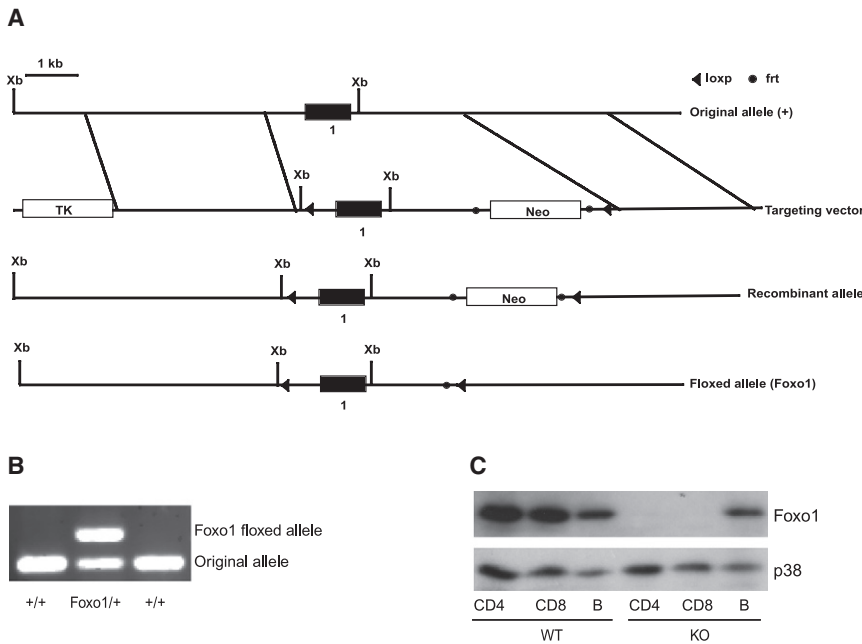 A
1 kb
Xb
Xb
loxp
frt
1
Original allele (+)
Xb
Xb
TK
Neo
1
Targeting vector
Xb
Xb
Xb
Neo
1
Recombinant allele
Xb
Xb
Xb
1
Floxed allele (Foxo1)
B
Foxo1 floxed allele
Original allele
+/+ Foxo1/+ +/+
C
Foxo1
p38
CD4 CD8 B CD4 CD8 B
WT KO